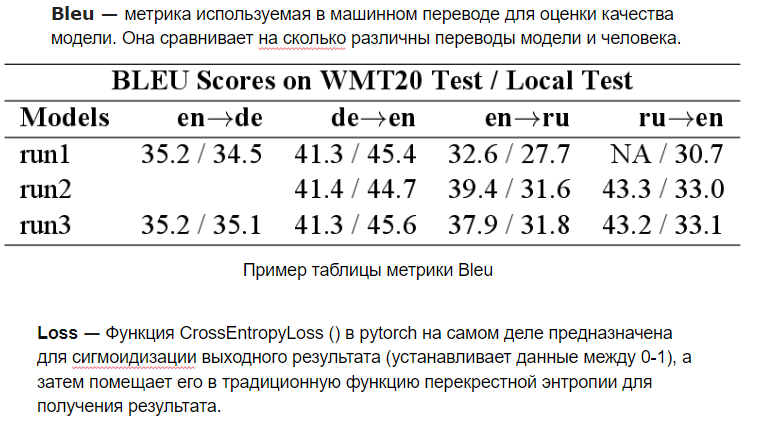 Bleu — метрика используемая в машинном переводе для оценки качества
модели. Она сравнивает на сколько различны переводы модели и человека.
BLEU Scores on WMT20 Test / Local Test
Models en→de de→en en→ru ru→en
run1 35.2 / 34.5 41.3 / 45.4 32.6 / 27.7 NA / 30.7
run2 41.4 / 44.7 39.4 / 31.6 43.3 / 33.0
run3 35.2 / 35.1 41.3 / 45.6 37.9 / 31.8 43.2 / 33.1
Пример таблицы метрики Bleu
Loss — Функция CrossEntropyLoss () в pytorch на самом деле предназначена
для сигмоидизации выходного результата (устанавливает данные между 0-1), а
затем помещает его в традиционную функцию перекрестной энтропии для
получения результата.